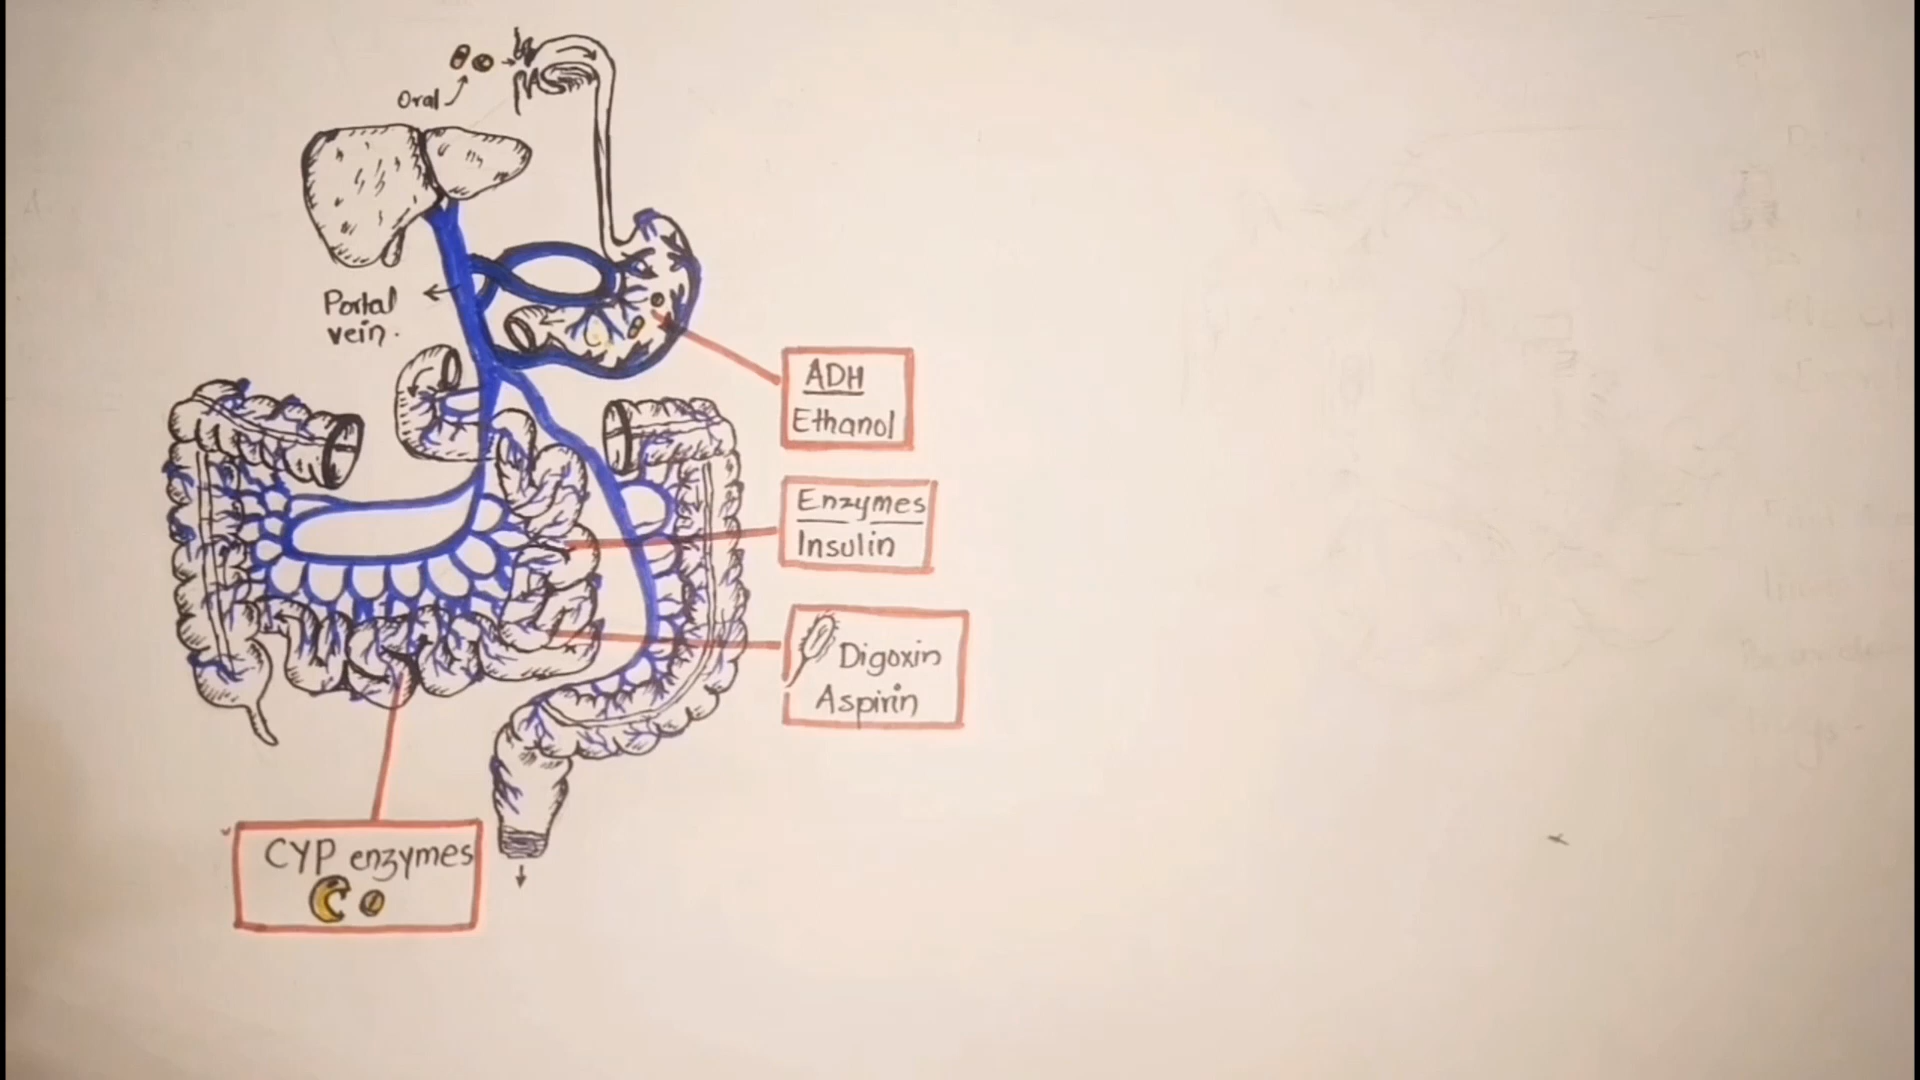 Oral
Portal
vein.
ADH
Ethanol
Enzymes
Insulin
Digoxin
Aspirin
CYP enzymes